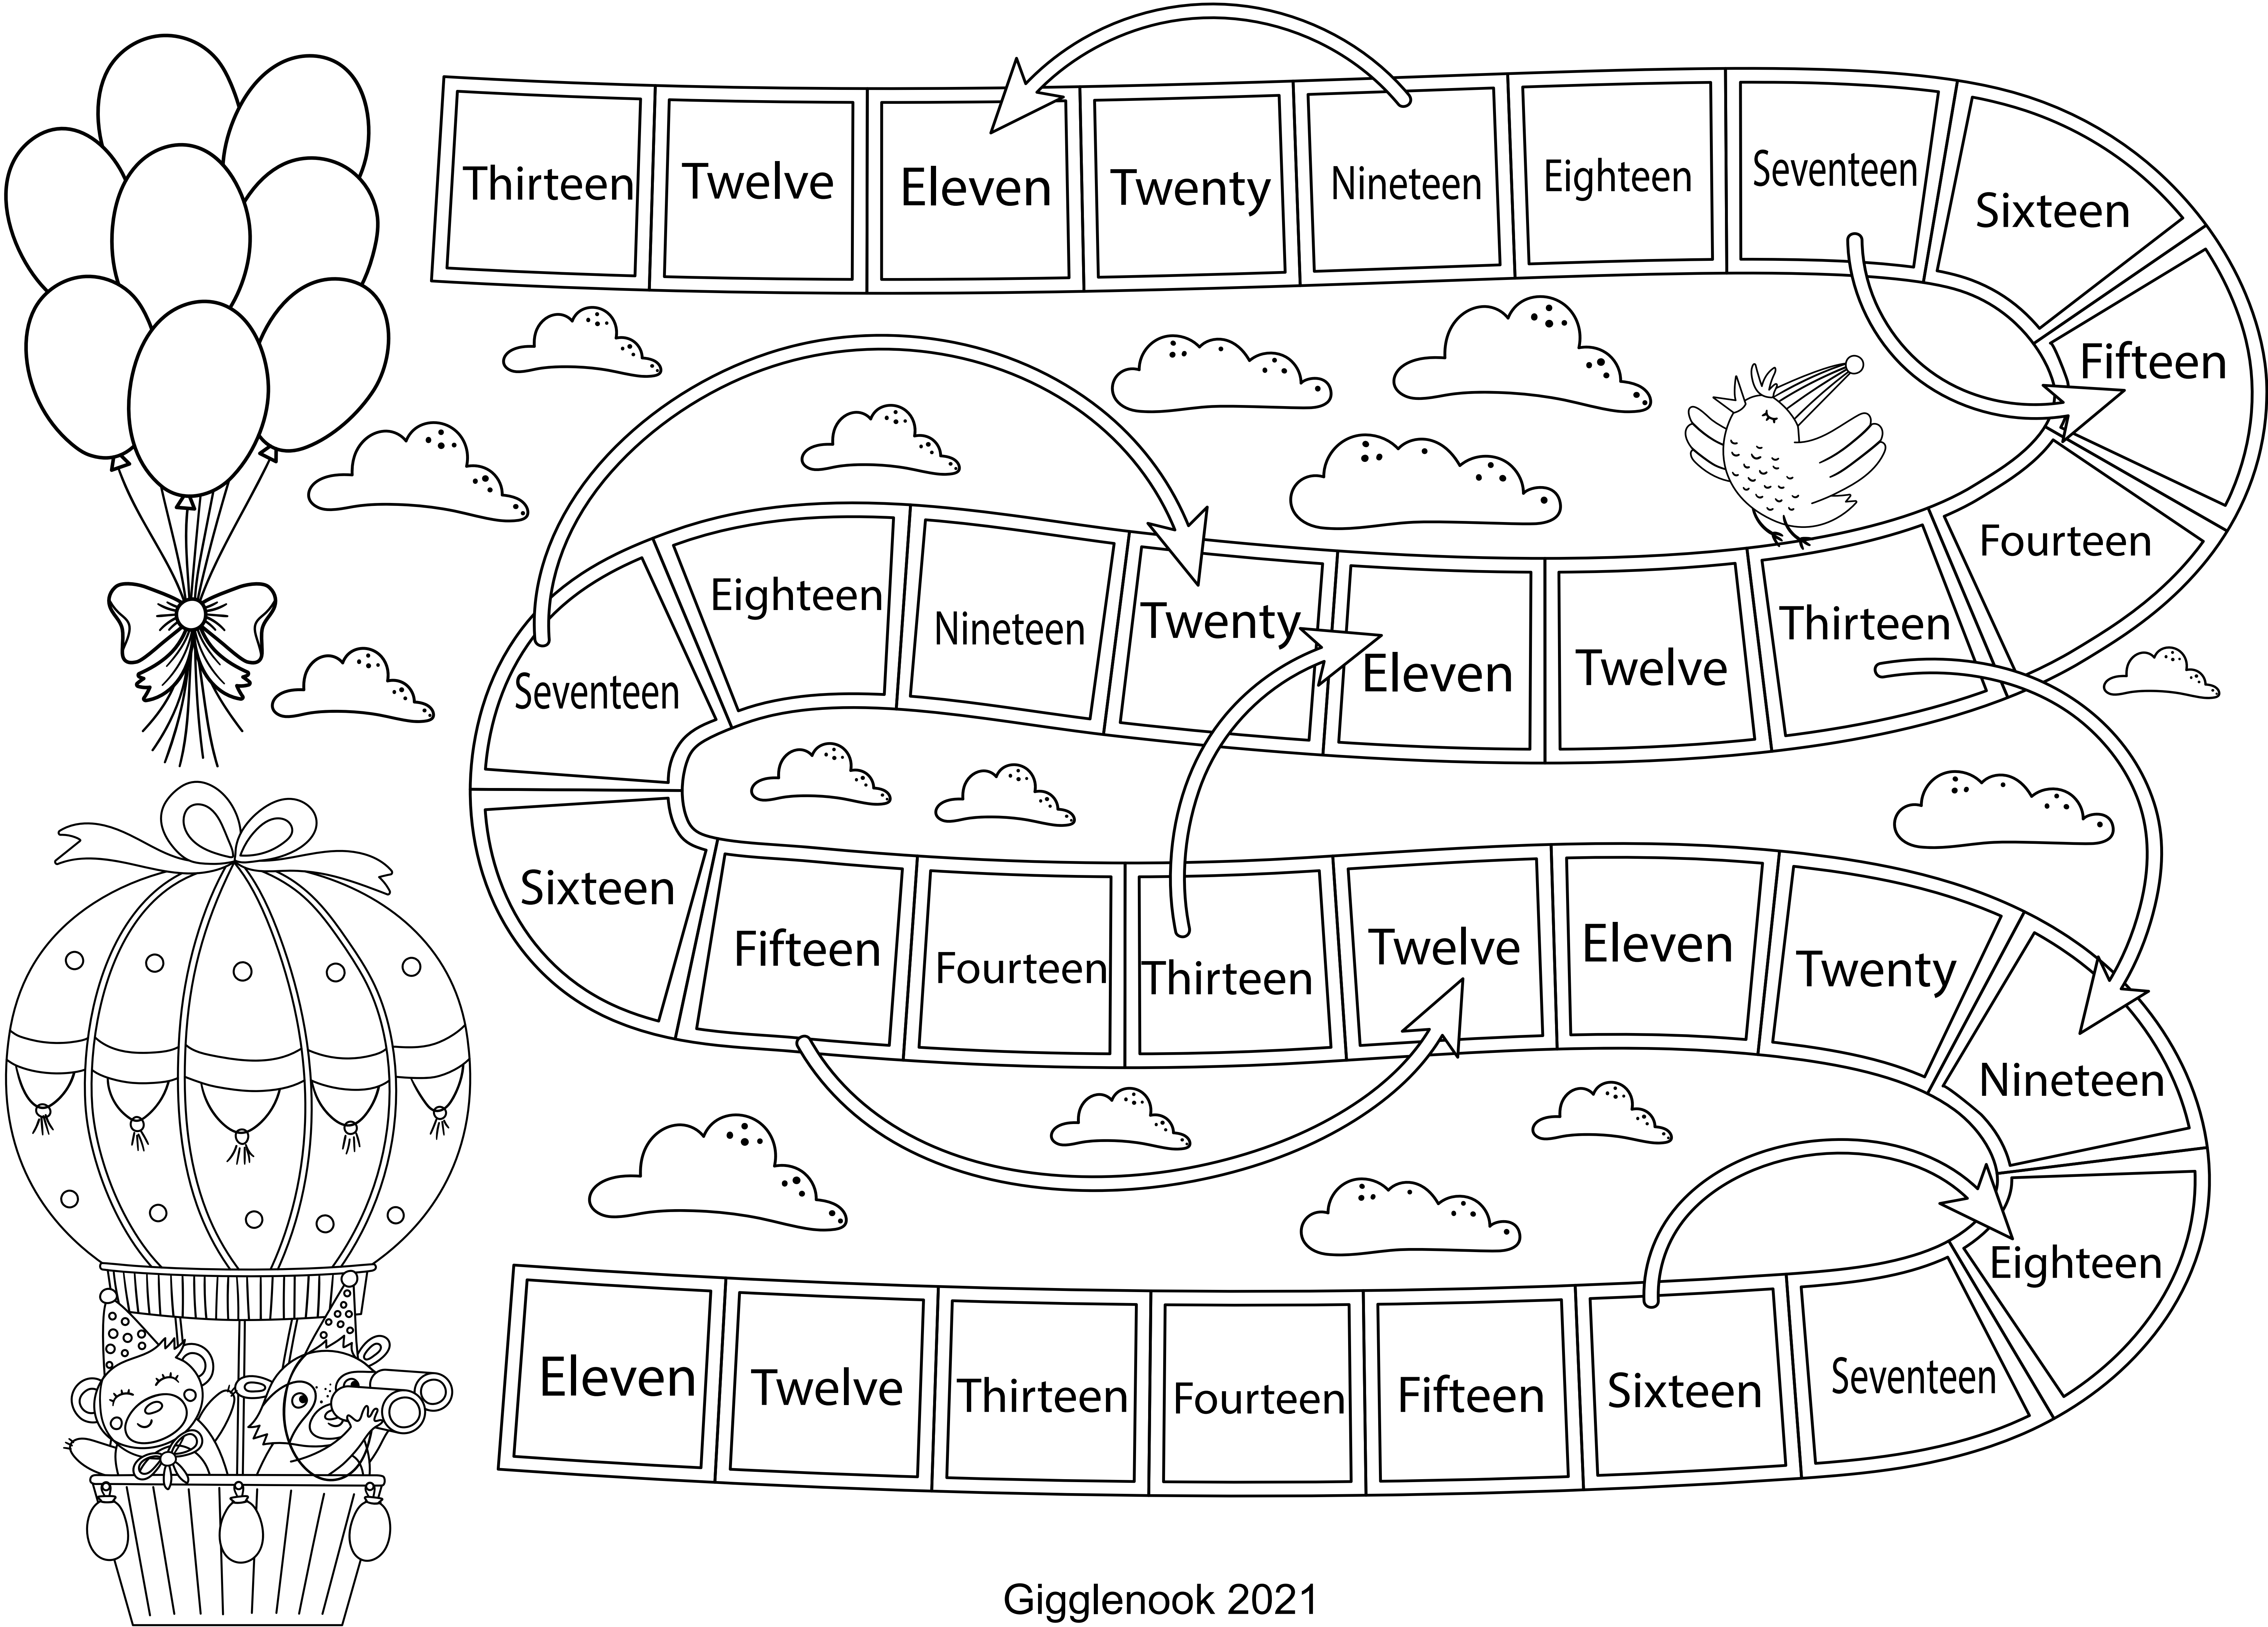 Thirteen Twelve Eleven Twenty Nineteen Eighteen Seventeen Sixteen
Fifteen
Fourteen
Eighteen Nineteen Twenty Eleven Twelve Thirteen
Seventeen
Sixteen
Fifteen Fourteen Thirteen Twelve Eleven Twenty
Nineteen
Eighteen
Eleven Twelve Thirteen Fourteen Fifteen Sixteen Seventeen
Gigglenook 2021